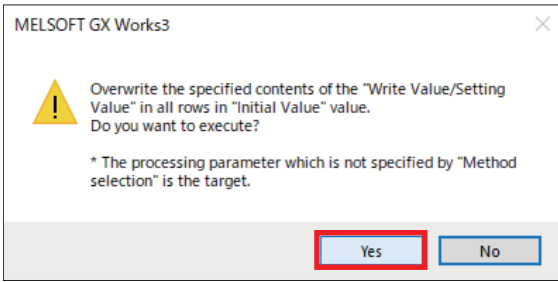 MELSOFT GX Works3
Overwrite the specified contents of the "Write Value/Setting
Value" in all rows in "Initial Value" value.
Do you want to execute?
* The processing parameter which is not specified by "Method
selection" is the target.
Yes
No